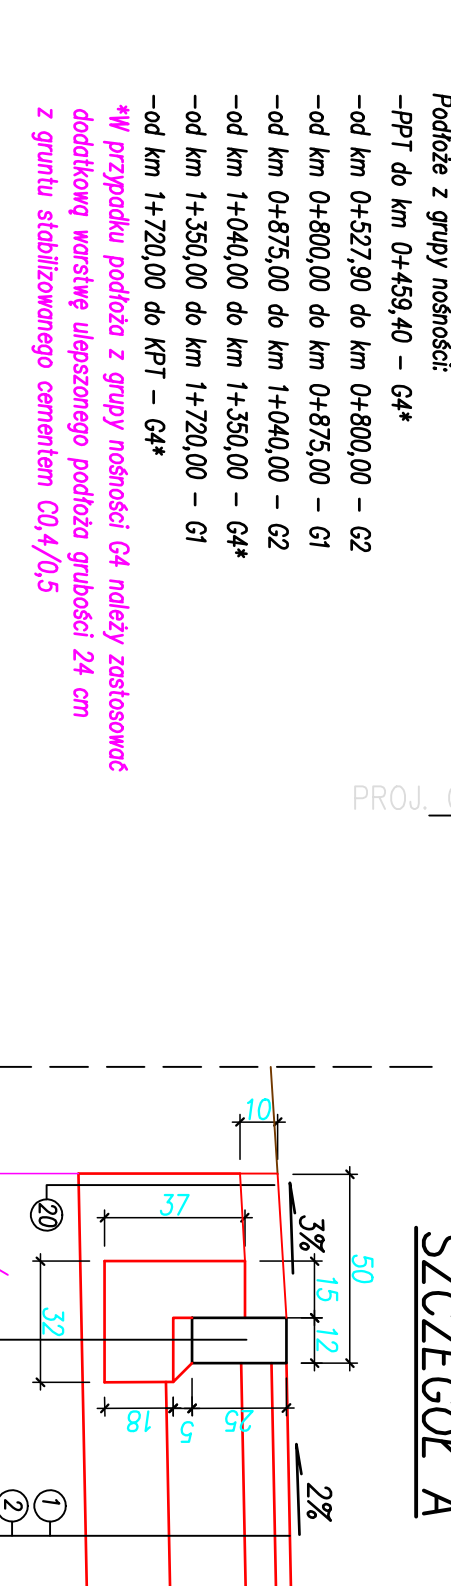 Podłoże z grupy nośności:
-PPT do km 0+459,40 - G4*
-od km 0+527,90 do km 0+800,00 - G2
-od km 0+800,00 do km 0+875,00 - G1
-od km 0+875,00 do km 1+040,00 - G2
-od km 1+040,00 do km 1+350,00 - G4*
-od km 1+350,00 do km 1+720,00 - G1
-od km 1+720,00 do KPT - G4*
*W przypadku podłoża z grupy nośności G4 należy zastosować
dodatkową warstwę ulepszonego podłoża grubości 24 cm
z gruntu stabilizowanego cementem C0,4/0,5
PROJ.
SZCZEGÓŁ A
50
15
12
3%
2%
10
37
32
25
5
18
20
1
2